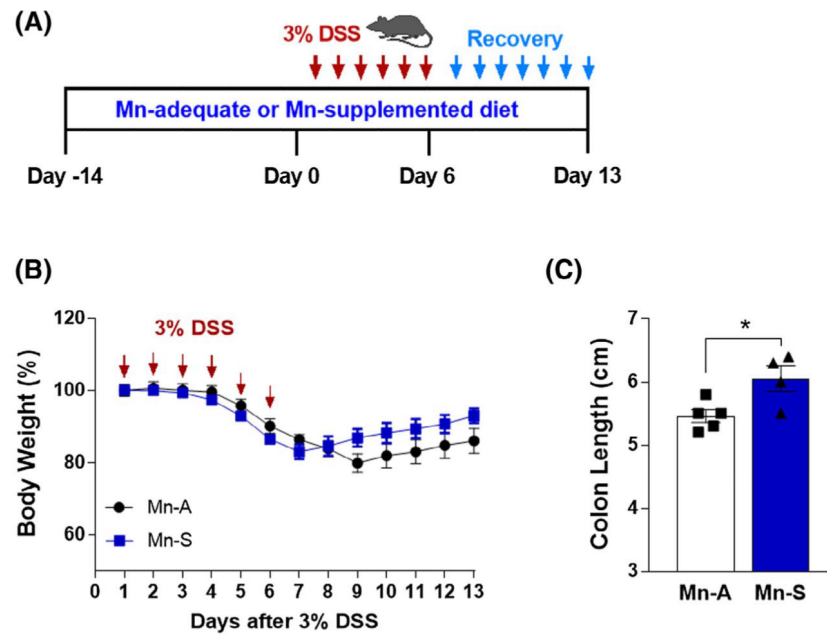 (A)
3% DSS
Recovery
Mn-adequate or Mn-supplemented diet
Day -14
Day 0
Day 6
Day 13
(B)
120
100
80
60
Body Weight (%)
3% DSS
Mn-A
Mn-S
0 1 2 3 4 5 6 7 8 9 10 11 12 13
Days after 3% DSS
(C)
7
6
5
4
3
Colon Length (cm)
*
Mn-A
Mn-S